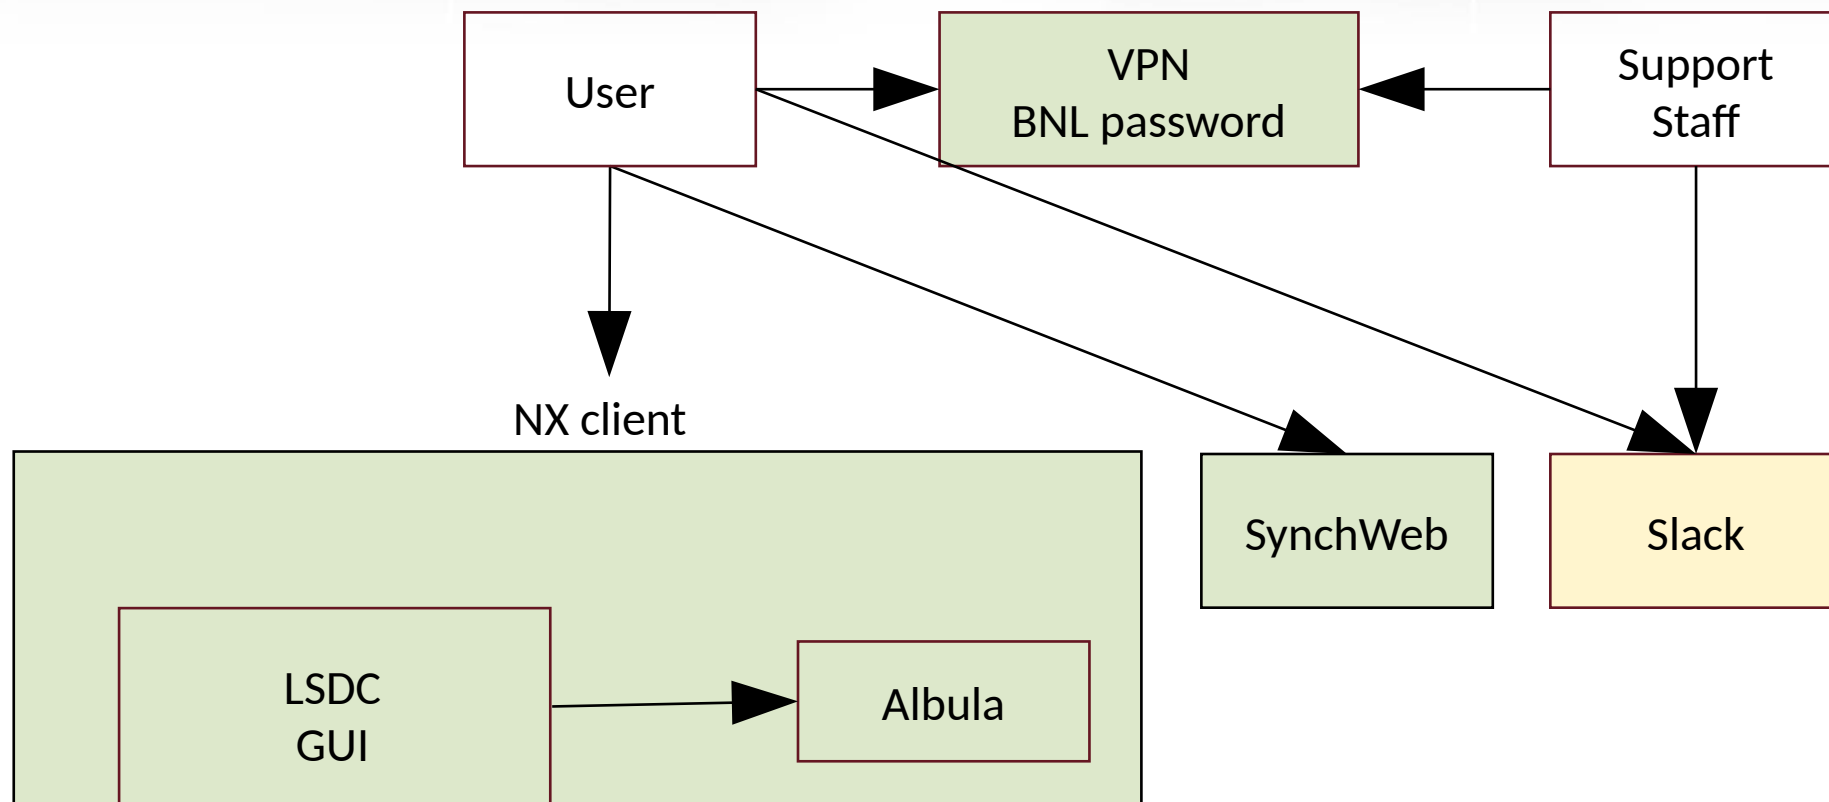 User
VPN
BNL password
Support
Staff
NX client
SynchWeb
Slack
LSDC
GUI
Albula